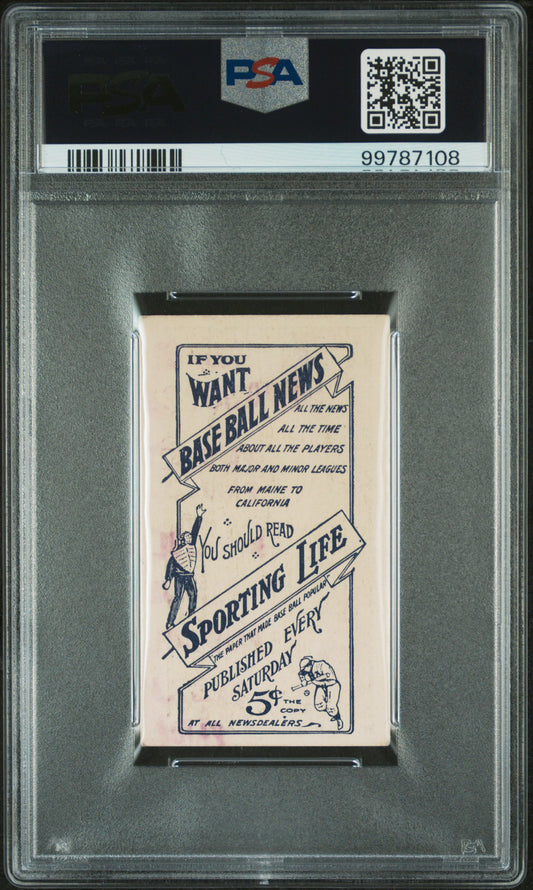 PSA
PSA
99787108
IF YOU
WANT
BASE BALL NEWS
ALL THE NEWS
ALL THE TIME
ABOUT ALL THE PLAYERS
BOTH MAJOR AND MINOR LEAGUES
FROM MAINE TO
CALIFORNIA
YOU SHOULD READ
SPORTING LIFE
THE PAPER THAT MADE BASE BALL POPULAR
PUBLISHED EVERY
SATURDAY
5¢ THE
COPY
AT ALL NEWSDEALERS